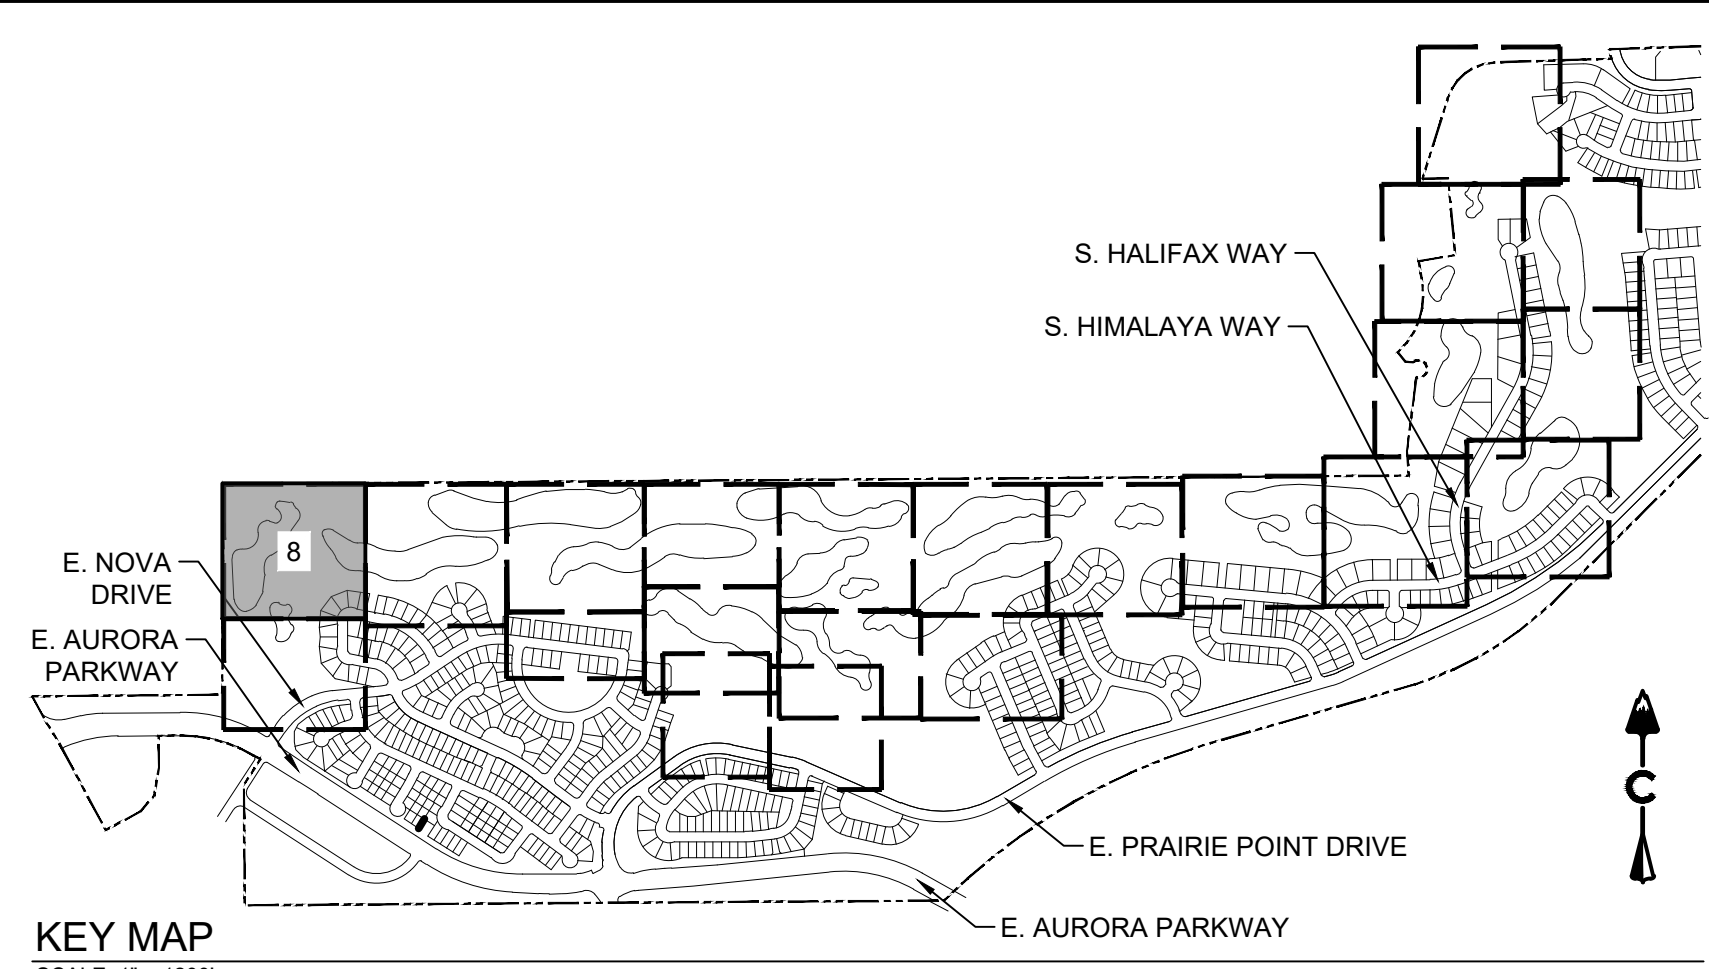 S. HALIFAX WAY
S. HIMALAYA WAY
8
E. NOVA
DRIVE
E. AURORA
PARKWAY
E. PRAIRIE POINT DRIVE
E. AURORA PARKWAY
KEY MAP